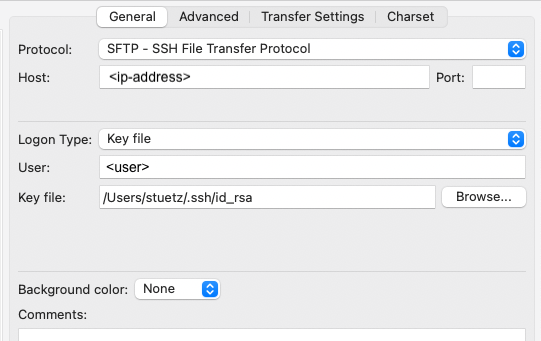 General Advanced Transfer Settings Charset
Protocol: SFTP - SSH File Transfer Protocol
Host: <ip-address> Port:
Logon Type: Key file
User: <user>
Key file: /Users/stuetz/.ssh/id_rsa Browse...
Background color: None
Comments: